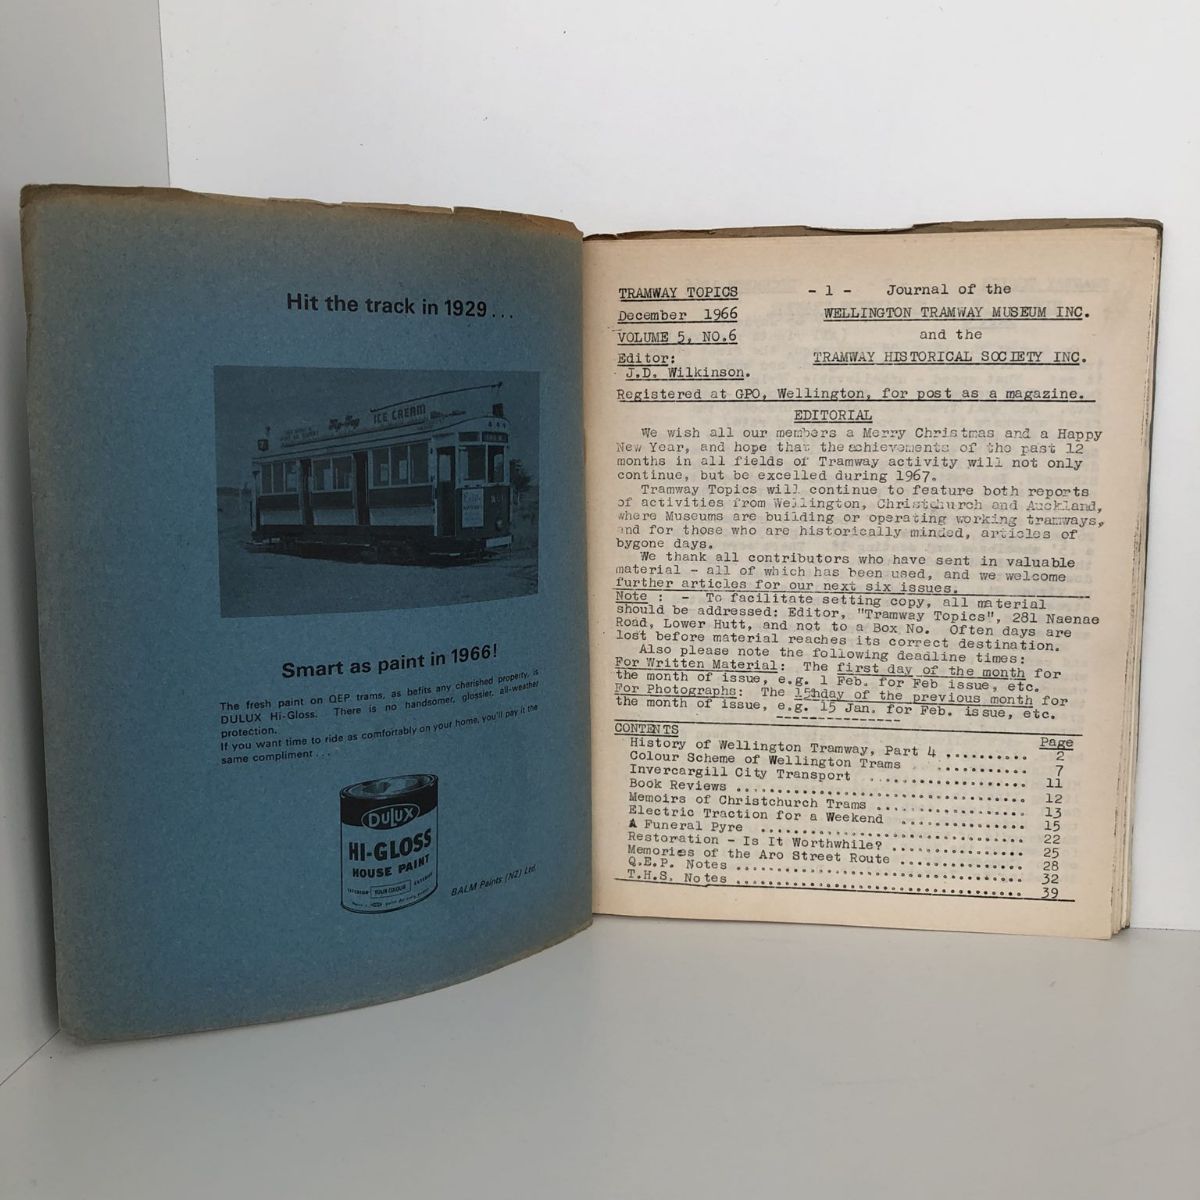 Hit the track in 1929 . . .
ICE CREAM
Smart as paint in 1966!
The fresh paint on QEP trams, as befits any cherished property, is
DULUX Hi-Gloss. There is no handsomer, glossier, all-weather
protection.
If you want time to ride as comfortably on your home, you'll pay it the
same compliment . . .
DULUX
HI-GLOSS
HOUSE PAINT
INTERIOR YOUR COLOUR EXTERIOR
BALM Paints (NZ) Ltd.
TRAMWAY TOPICS - 1 - Journal of the
December 1966 WELLINGTON TRAMWAY MUSEUM INC.
VOLUME 5, NO.6 and the
Editor: TRAMWAY HISTORICAL SOCIETY INC.
J.D. Wilkinson.
Registered at GPO, Wellington, for post as a magazine.
EDITORIAL
We wish all our members a Merry Christmas and a Happy
New Year, and hope that the achievements of the past 12
months in all fields of Tramway activity will not only
continue, but be excelled during 1967.
Tramway Topics will continue to feature both reports
of activities from Wellington, Christchurch and Auckland,
where Museums are building or operating working tramways,
and for those who are historically minded, articles of
bygone days.
We thank all contributors who have sent in valuable
material - all of which has been used, and we welcome
further articles for our next six issues.
Note : - To facilitate setting copy, all material
should be addressed: Editor, "Tramway Topics", 281 Naenae
Road, Lower Hutt, and not to a Box No. Often days are
lost before material reaches its correct destination.
Also please note the following deadline times:
For Written Material: The first day of the month for
the month of issue, e.g. 1 Feb. for Feb issue, etc.
For Photographs: The 15thday of the previous month for
the month of issue, e.g. 15 Jan. for Feb. issue, etc.
CONTENTS Page
History of Wellington Tramway, Part 4 .......... 2
Colour Scheme of Wellington Trams .......... 7
Invercargill City Transport .......... 11
Book Reviews .......... 12
Memoirs of Christchurch Trams .......... 13
Electric Traction for a Weekend .......... 15
A Funeral Pyre .......... 22
Restoration - Is It Worthwhile? .......... 25
Memories of the Aro Street Route .......... 28
Q.E.P. Notes .......... 32
T.H.S. Notes .......... 39